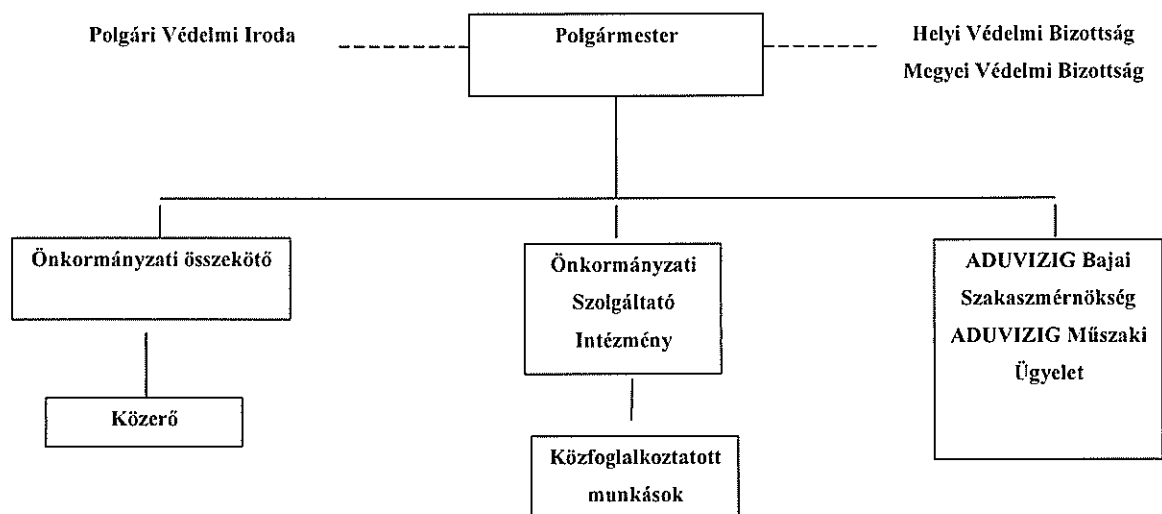 Polgári Védelmi Iroda
Polgármester
Helyi Védelmi Bizottság
Megyei Védelmi Bizottság
Önkormányzati összekötő
Önkormányzati
Szolgáltató
Intézmény
ADUVIZIG Bajai
Szakaszmérnökség
ADUVIZIG Műszaki
Ügyelet
Közerő
Közfoglalkoztatott
munkások